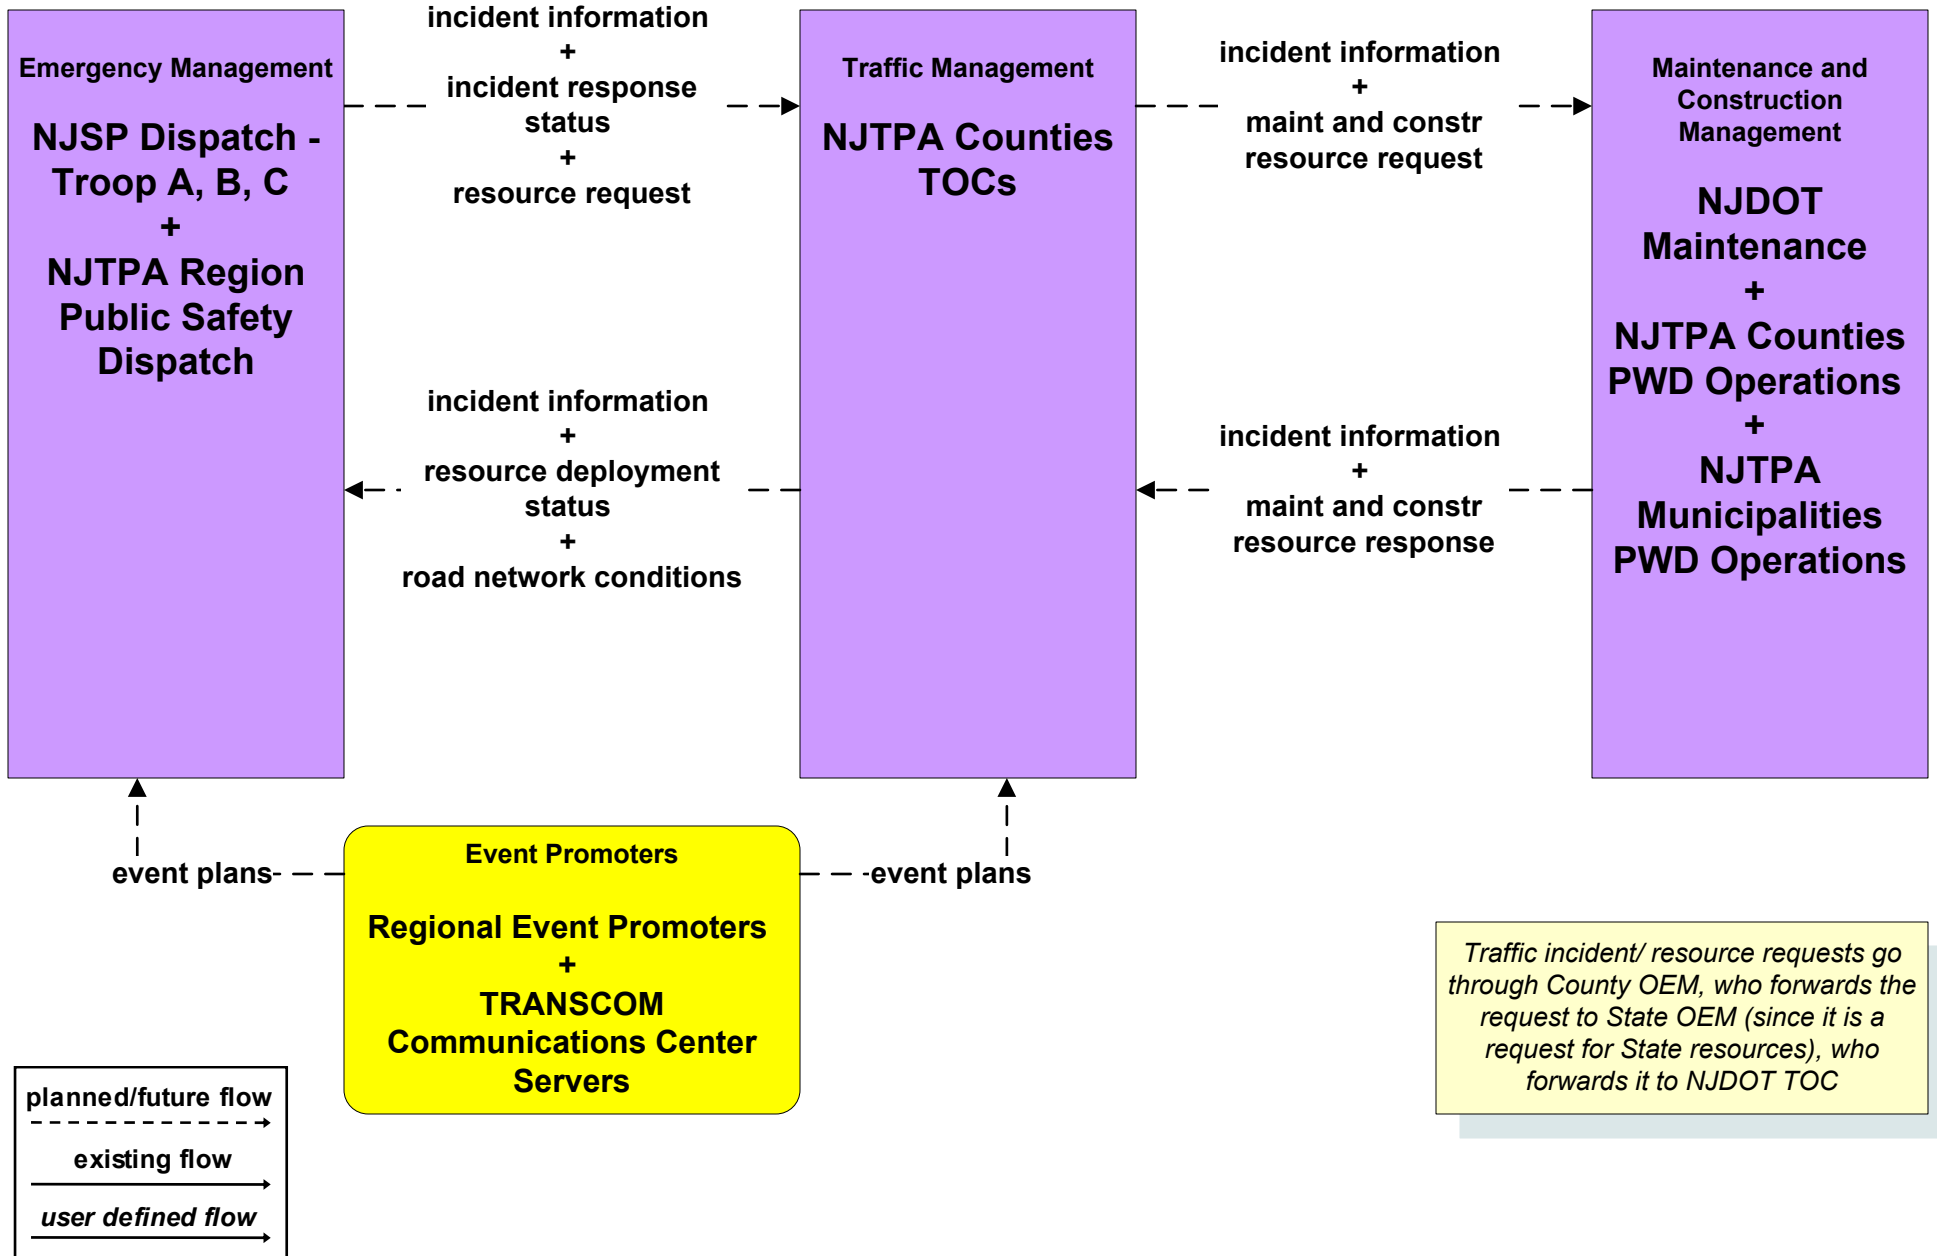 Emergency Management
NJSP Dispatch -
Troop A, B, C
+
NJTPA Region
Public Safety
Dispatch
incident information
+
incident response
status
+
resource request
incident information
+
resource deployment
status
+
road network conditions
Traffic Management
NJTPA Counties
TOCs
incident information
+
maint and constr
resource request
incident information
+
maint and constr
resource response
Maintenance and
Construction
Management
NJDOT
Maintenance
+
NJTPA Counties
PWD Operations
+
NJTPA
Municipalities
PWD Operations
event plans
Event Promoters
Regional Event Promoters
+
TRANSCOM
Communications Center
Servers
event plans
Traffic incident/ resource requests go
through County OEM, who forwards the
request to State OEM (since it is a
request for State resources), who
forwards it to NJDOT TOC
planned/future flow
existing flow
user defined flow